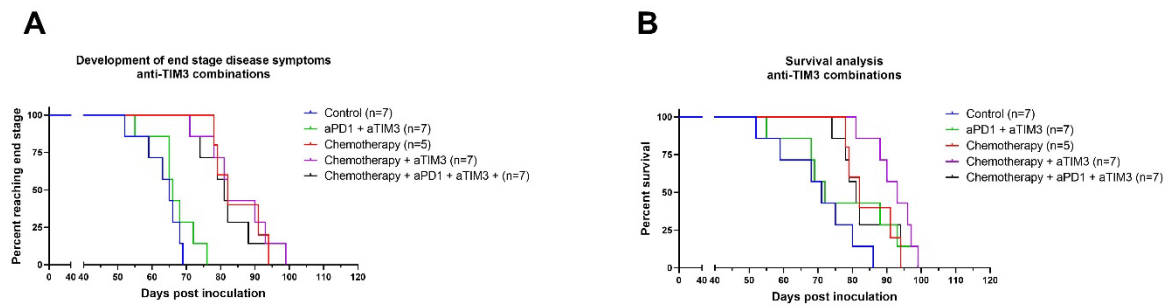 A
Development of end stage disease symptoms
anti-TIM3 combinations
Percent reaching end stage
100
75
50
25
0
0 40 40 50 60 70 80 90 100 110 120
Days post inoculation
Control (n=7)
aPD1 + aTIM3 (n=7)
Chemotherapy (n=5)
Chemotherapy + aTIM3 (n=7)
Chemotherapy + aPD1 + aTIM3 + (n=7)
B
Survival analysis
anti-TIM3 combinations
Percent survival
100
75
50
25
0
0 40 40 50 60 70 80 90 100 110 120
Days post inoculation
Control (n=7)
aPD1 + aTIM3 (n=7)
Chemotherapy (n=5)
Chemotherapy + aTIM3 (n=7)
Chemotherapy + aPD1 + aTIM3 (n=7)